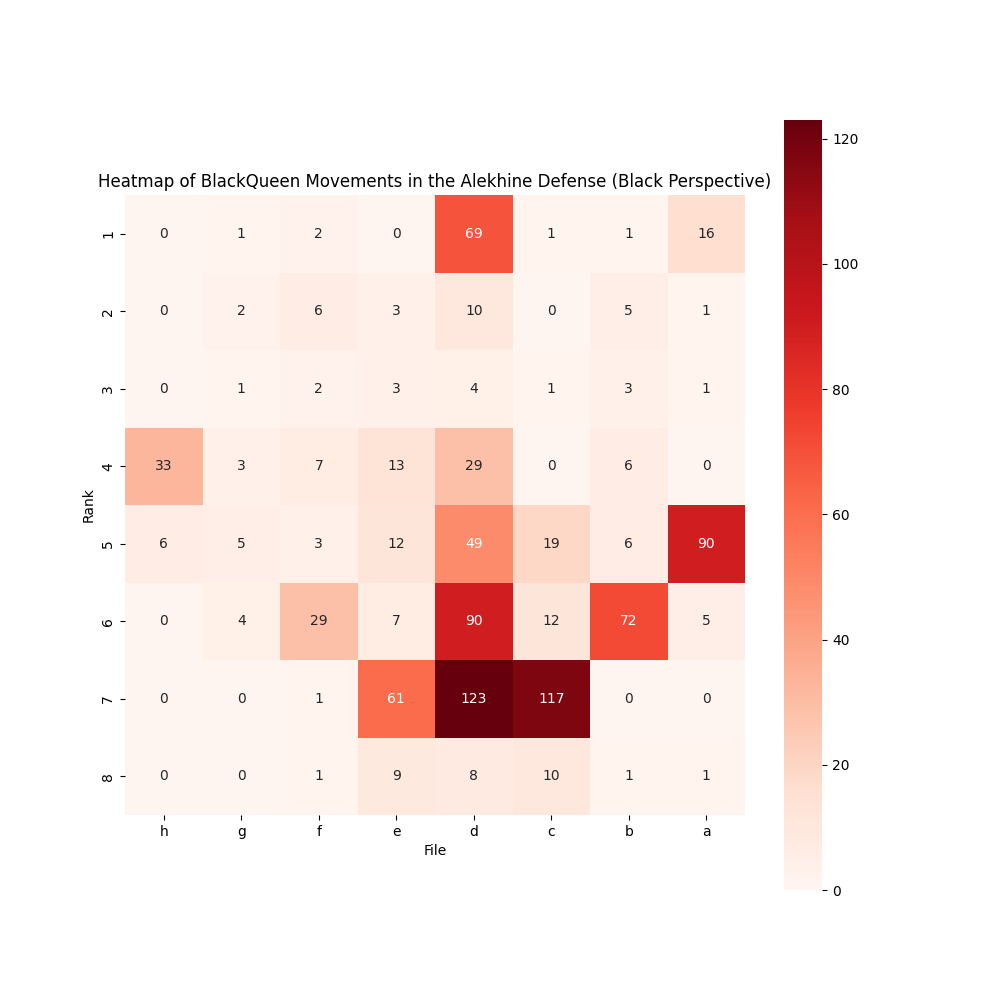 Heatmap of BlackQueen Movements in the Alekhine Defense (Black Perspective)
1 0 1 2 0 69 1 1 16
2 0 2 6 3 10 0 5 1
3 0 1 2 3 4 1 3 1
4 33 3 7 13 29 0 6 0
5 6 5 3 12 49 19 6 90
6 0 4 29 7 90 12 72 5
7 0 0 1 61 123 117 0 0
8 0 0 1 9 8 10 1 1
h g f e d c b a
File
Rank
120
100
80
60
40
20
0